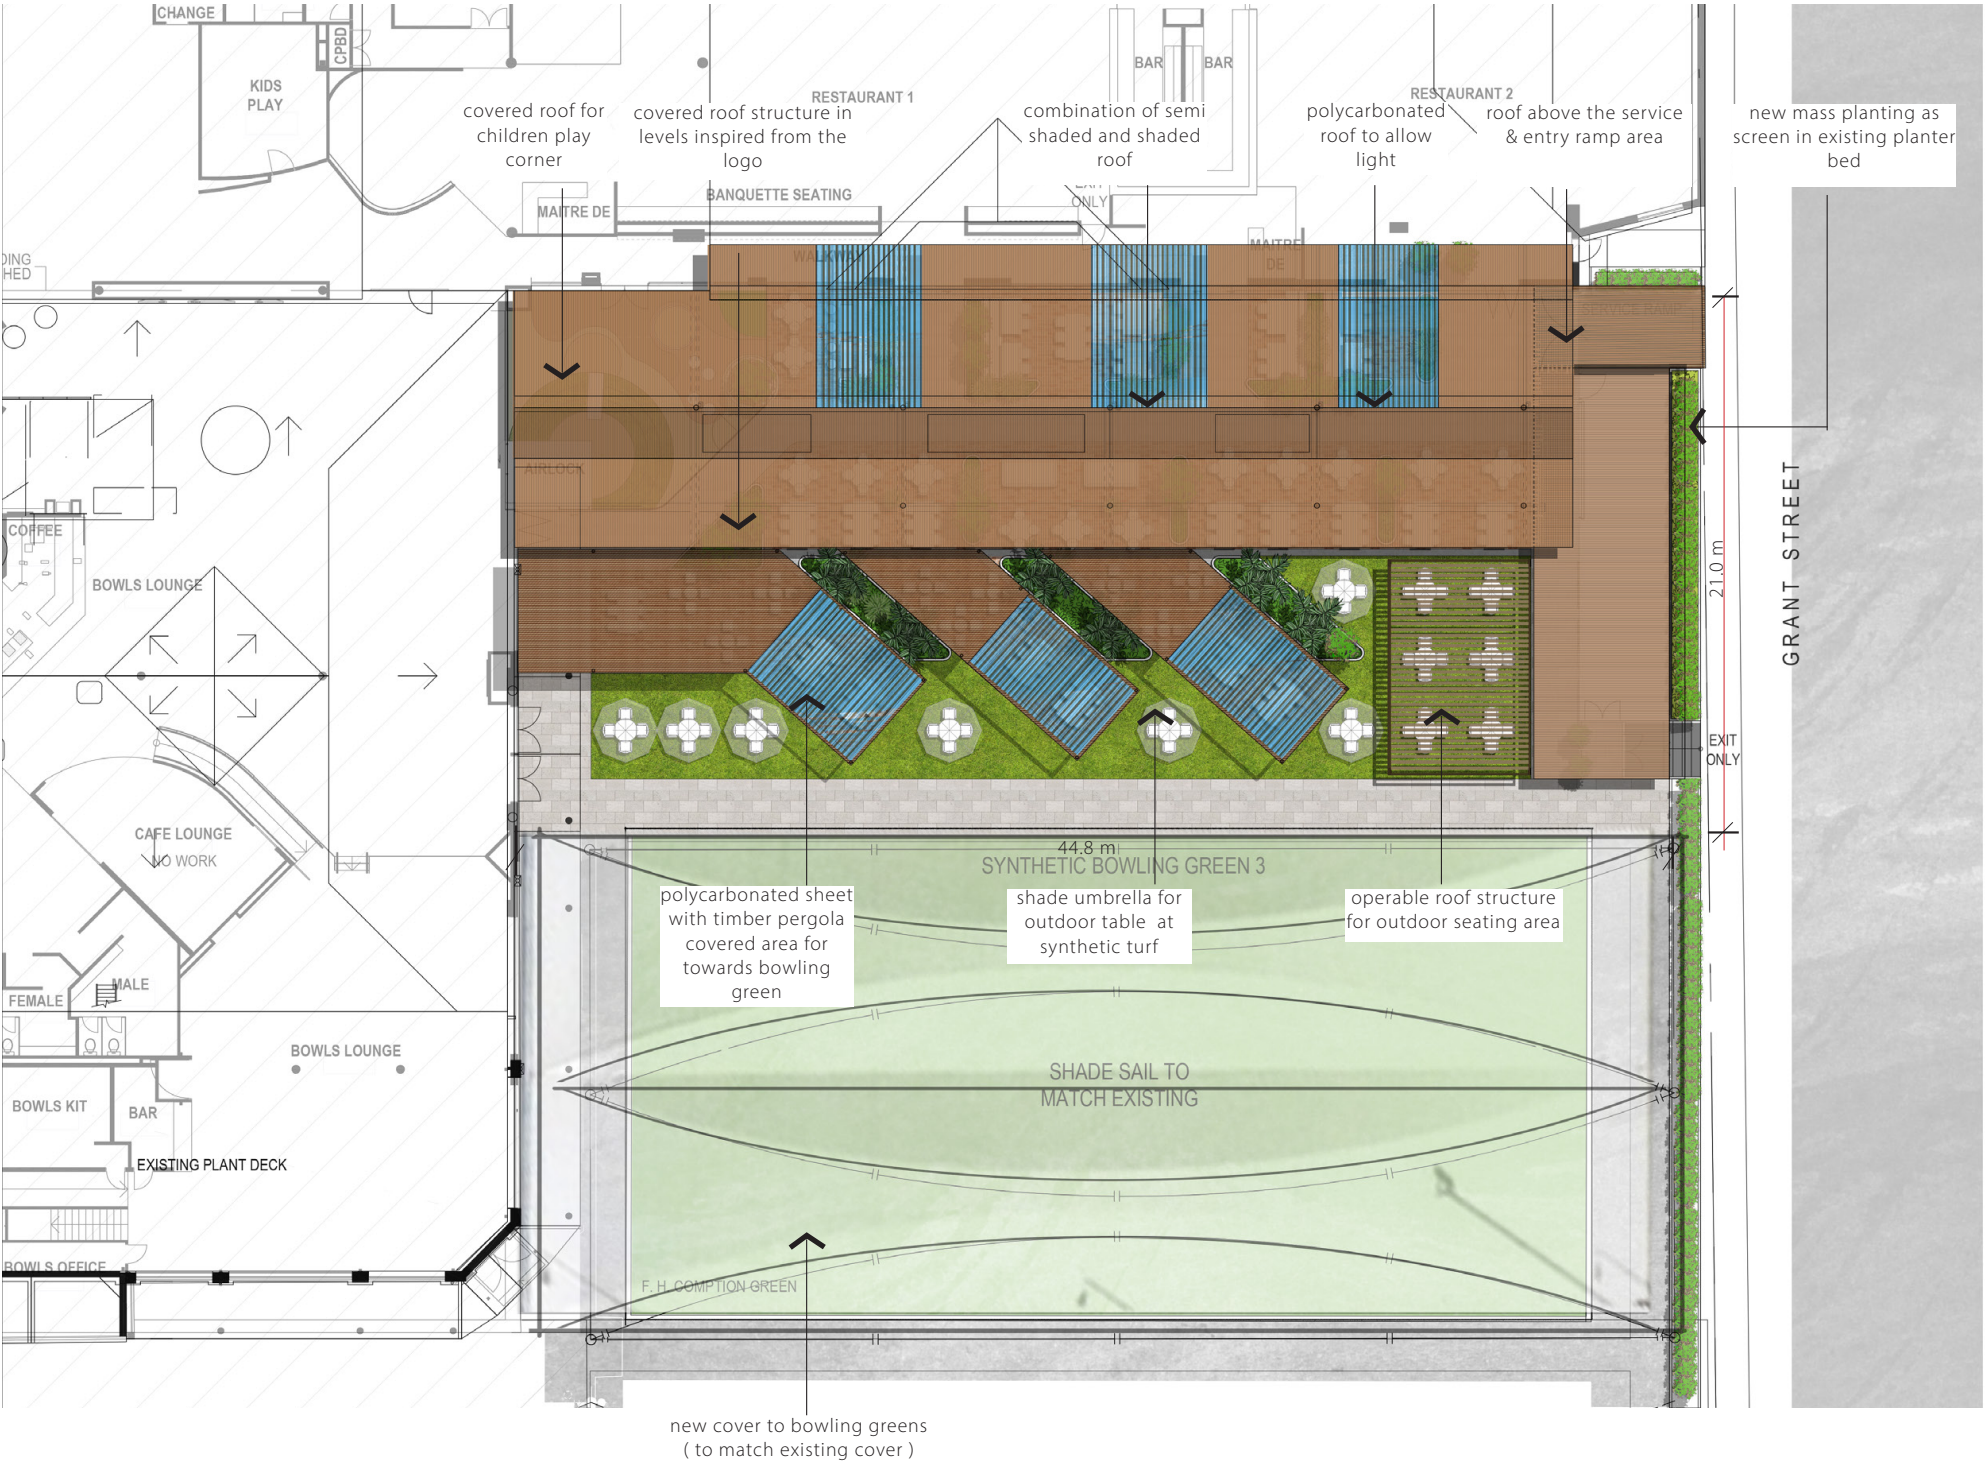 CHANGE
CPBD
KIDS
PLAY
BAR
BAR
RESTAURANT 1
RESTAURANT 2
covered roof for
children play
corner
covered roof structure in
levels inspired from the
logo
combination of semi
shaded and shaded
roof
polycarbonated
roof to allow
light
roof above the service
& entry ramp area
new mass planting as
screen in existing planter
bed
MAITRE DE
BANQUETTE SEATING
EXIT
ONLY
WALKWAY
MAITRE
DE
DING
HED
SERVICE RAMP
AIRLOCK
COFFEE
BOWLS LOUNGE
21.0 m
GRANT STREET
EXIT
ONLY
CAFE LOUNGE
NO WORK
44.8 m
SYNTHETIC BOWLING GREEN 3
polycarbonated sheet
with timber pergola
covered area for
towards bowling
green
shade umbrella for
outdoor table at
synthetic turf
operable roof structure
for outdoor seating area
FEMALE
MALE
BOWLS LOUNGE
SHADE SAIL TO
MATCH EXISTING
BOWLS KIT
BAR
EXISTING PLANT DECK
BOWLS OFFICE
F. H. COMPTION GREEN
new cover to bowling greens
( to match existing cover )